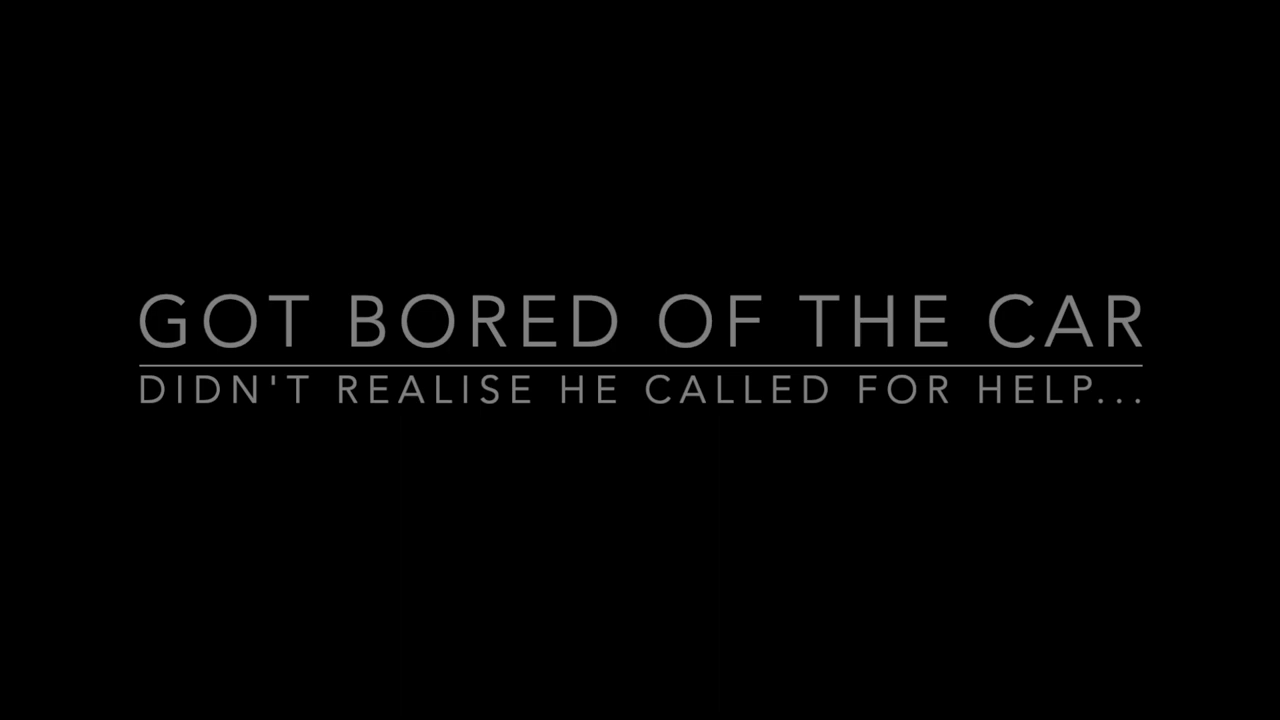 GOT BORED OF THE CAR
DIDN'T REALISE HE CALLED FOR HELP...